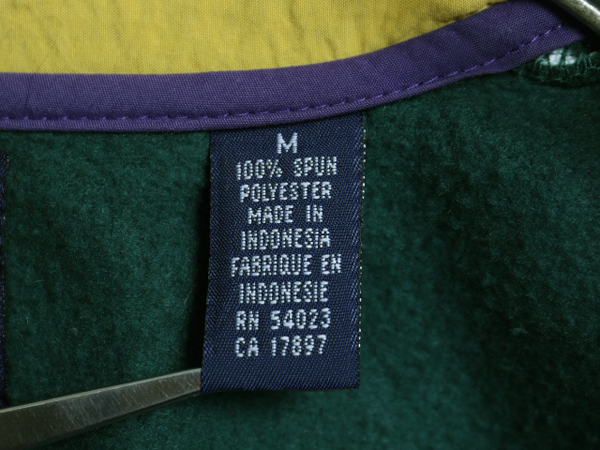 M
100% SPUN
POLYESTER
MADE IN
INDONESIA
FABRIQUE EN
INDONESIE
RN 54023
CA 17897